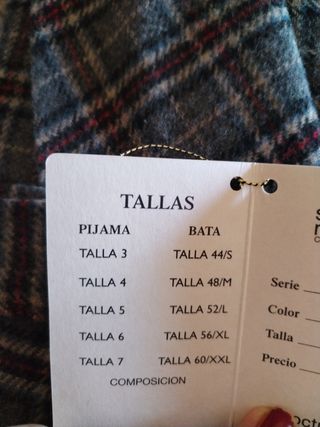 TALLAS
PIJAMA BATA
TALLA 3 TALLA 44/S
TALLA 4 TALLA 48/M
TALLA 5 TALLA 52/L
TALLA 6 TALLA 56/XL
TALLA 7 TALLA 60/XXL
COMPOSICION
Serie
Color
Talla
Precio